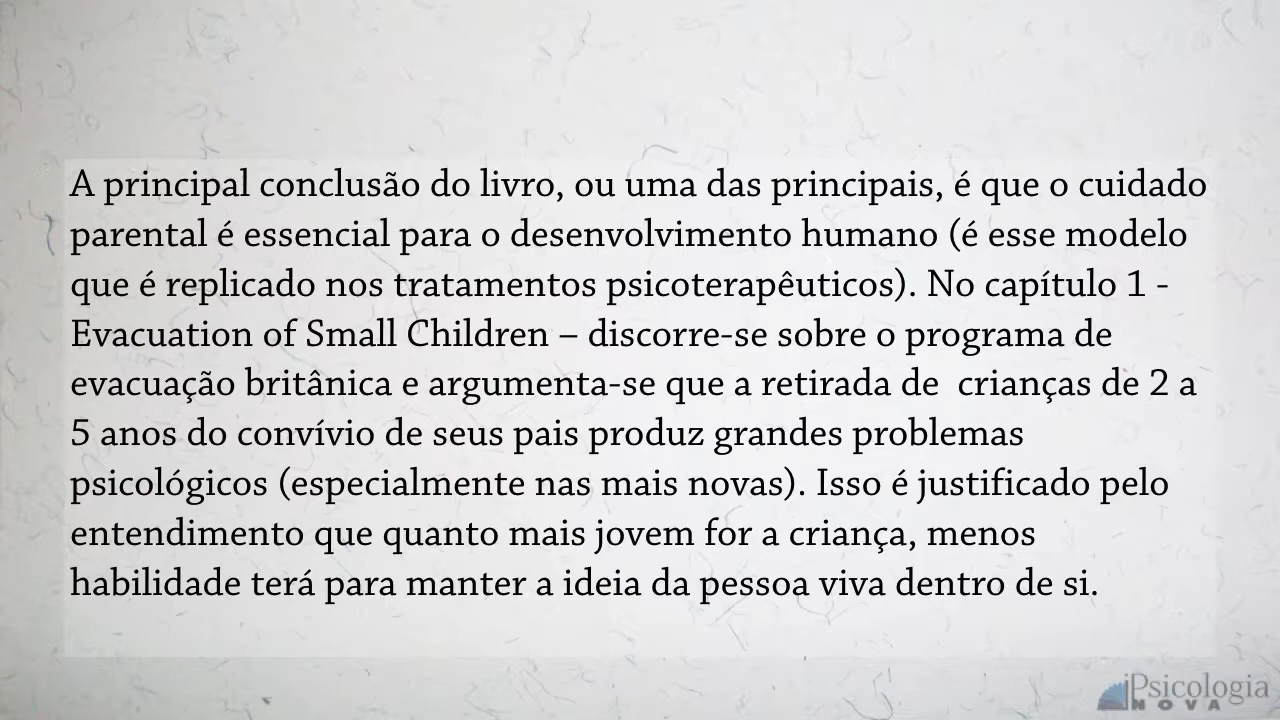 A principal conclusão do livro, ou uma das principais, é que o cuidado
parental é essencial para o desenvolvimento humano (é esse modelo
que é replicado nos tratamentos psicoterapêuticos). No capítulo 1 -
Evacuation of Small Children – discorre-se sobre o programa de
evacuação britânica e argumenta-se que a retirada de  crianças de 2 a
5 anos do convívio de seus pais produz grandes problemas
psicológicos (especialmente nas mais novas). Isso é justificado pelo
entendimento que quanto mais jovem for a criança, menos
habilidade terá para manter a ideia da pessoa viva dentro de si.
Psicologia
NOVA